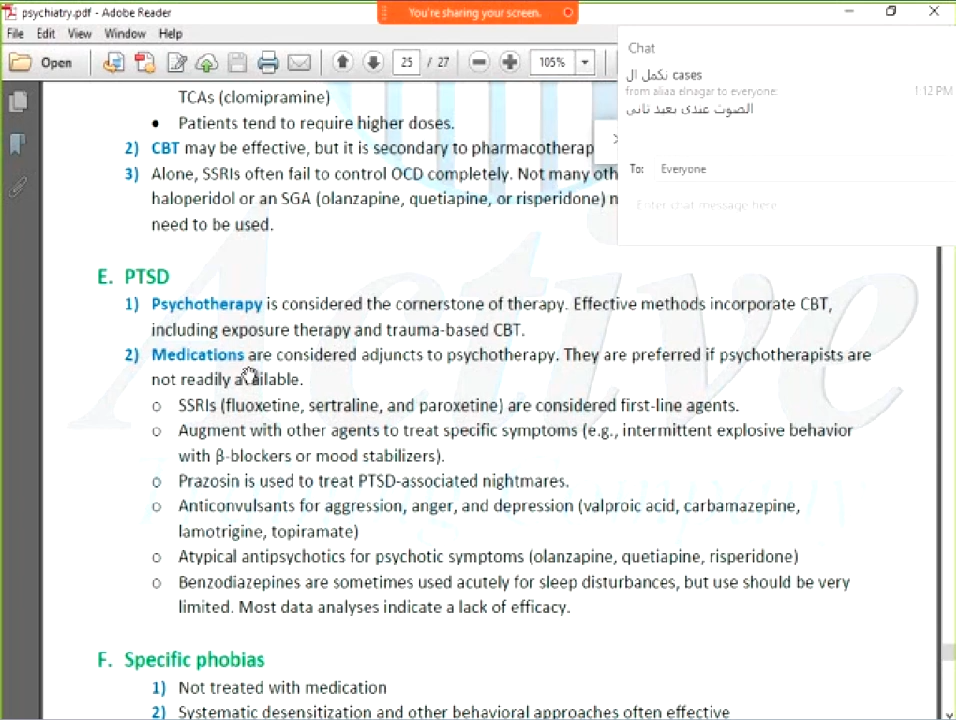 psychiatry.pdf - Adobe Reader
You're sharing your screen.
File Edit View Window Help
Open
25 / 27
105%
Chat
نكمل ال cases
from aliaa elnagar to everyone:
1:12 PM
الصوت عندى بعيد تانى
To: Everyone
Enter chat message here
TCAs (clomipramine)
• Patients tend to require higher doses.
2) CBT may be effective, but it is secondary to pharmacotherap
3) Alone, SSRIs often fail to control OCD completely. Not many oth
haloperidol or an SGA (olanzapine, quetiapine, or risperidone) m
need to be used.
E. PTSD
1) Psychotherapy is considered the cornerstone of therapy. Effective methods incorporate CBT,
including exposure therapy and trauma-based CBT.
2) Medications are considered adjuncts to psychotherapy. They are preferred if psychotherapists are
not readily available.
o SSRIs (fluoxetine, sertraline, and paroxetine) are considered first-line agents.
o Augment with other agents to treat specific symptoms (e.g., intermittent explosive behavior
with β-blockers or mood stabilizers).
o Prazosin is used to treat PTSD-associated nightmares.
o Anticonvulsants for aggression, anger, and depression (valproic acid, carbamazepine,
lamotrigine, topiramate)
o Atypical antipsychotics for psychotic symptoms (olanzapine, quetiapine, risperidone)
o Benzodiazepines are sometimes used acutely for sleep disturbances, but use should be very
limited. Most data analyses indicate a lack of efficacy.
F. Specific phobias
1) Not treated with medication
2) Systematic desensitization and other behavioral approaches often effective
Active